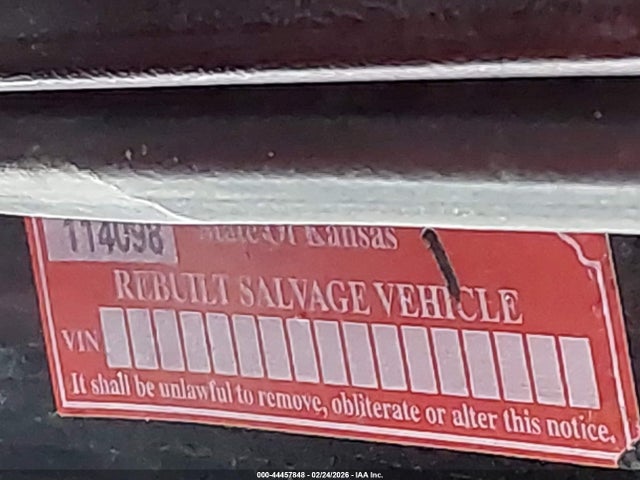 114098 State Of Kansas
REBUILT SALVAGE VEHICLE
VIN
It shall be unlawful to remove, obliterate or alter this notice.
000-44457848 - 02/24/2026 - IAA Inc.